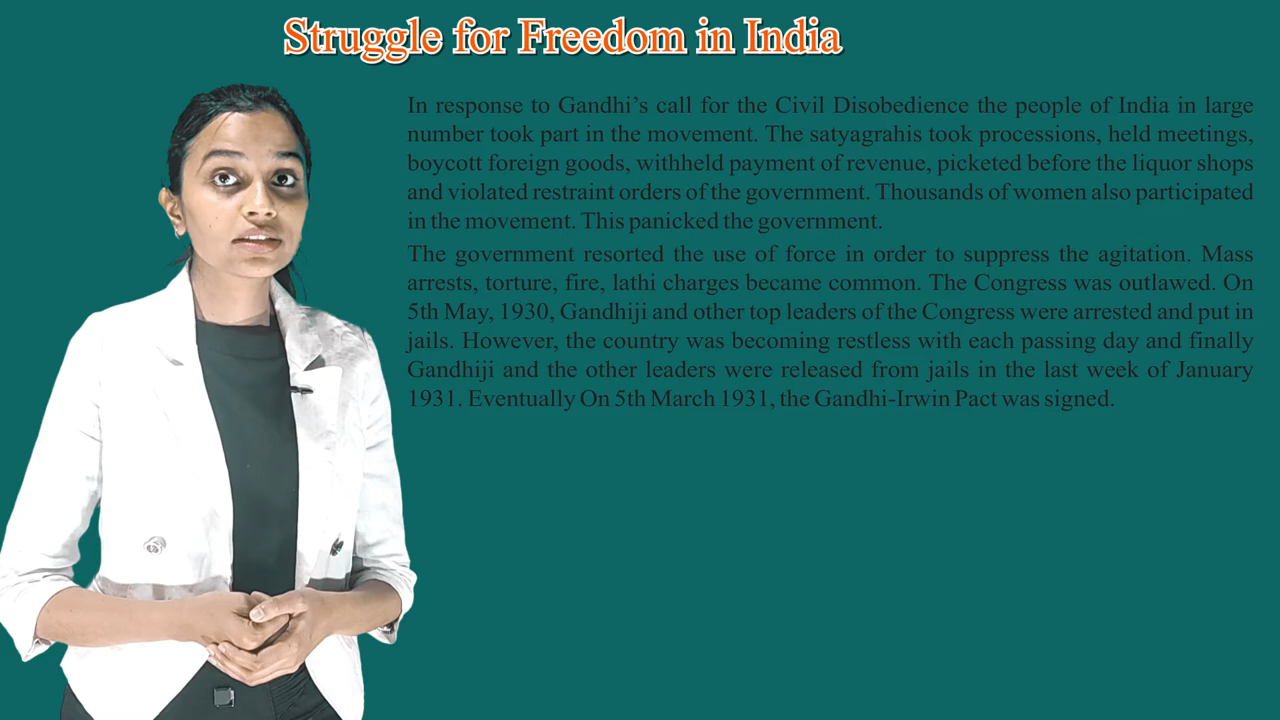 Struggle for Freedom in India
In response to Gandhi's call for the Civil Disobedience the people of India in large
number took part in the movement. The satyagrahis took processions, held meetings,
boycott foreign goods, withheld payment of revenue, picketed before the liquor shops
and violated restraint orders of the government. Thousands of women also participated
in the movement. This panicked the government.
The government resorted the use of force in order to suppress the agitation. Mass
arrests, torture, fire, lathi charges became common. The Congress was outlawed. On
5th May, 1930, Gandhiji and other top leaders of the Congress were arrested and put in
jails. However, the country was becoming restless with each passing day and finally
Gandhiji and the other leaders were released from jails in the last week of January
1931. Eventually On 5th March 1931, the Gandhi-Irwin Pact was signed.